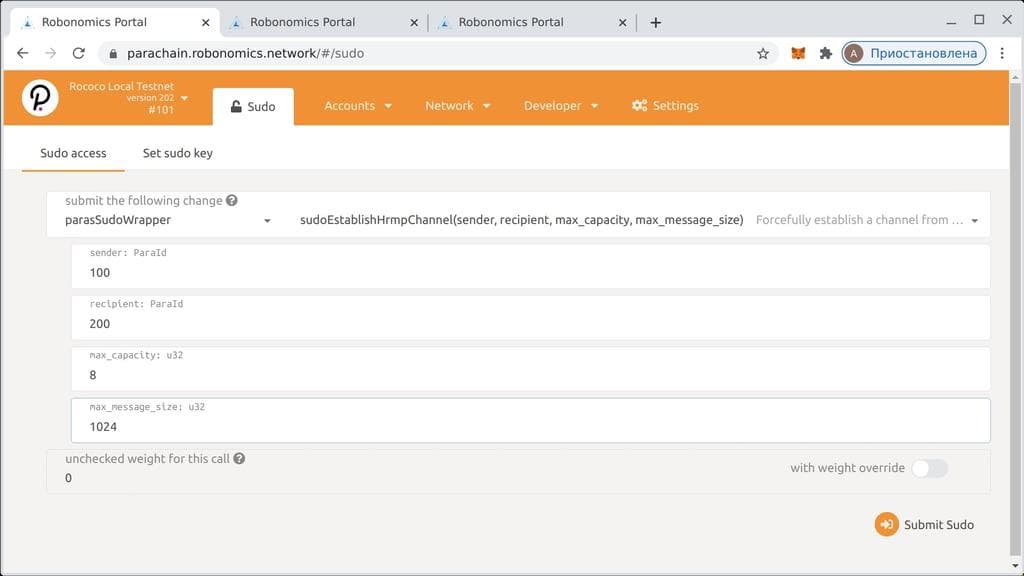 Robonomics Portal
Robonomics Portal
Robonomics Portal
parachain.robonomics.network/#/sudo
A Приостановлена
Rococo Local Testnet
version 202
#101
Sudo
Accounts
Network
Developer
Settings
Sudo access
Set sudo key
submit the following change
parasSudoWrapper
sudoEstablishHrmpChannel(sender, recipient, max_capacity, max_message_size) Forcefully establish a channel from …
sender: ParaId
100
recipient: ParaId
200
max_capacity: u32
8
max_message_size: u32
1024
unchecked weight for this call
0
with weight override
Submit Sudo